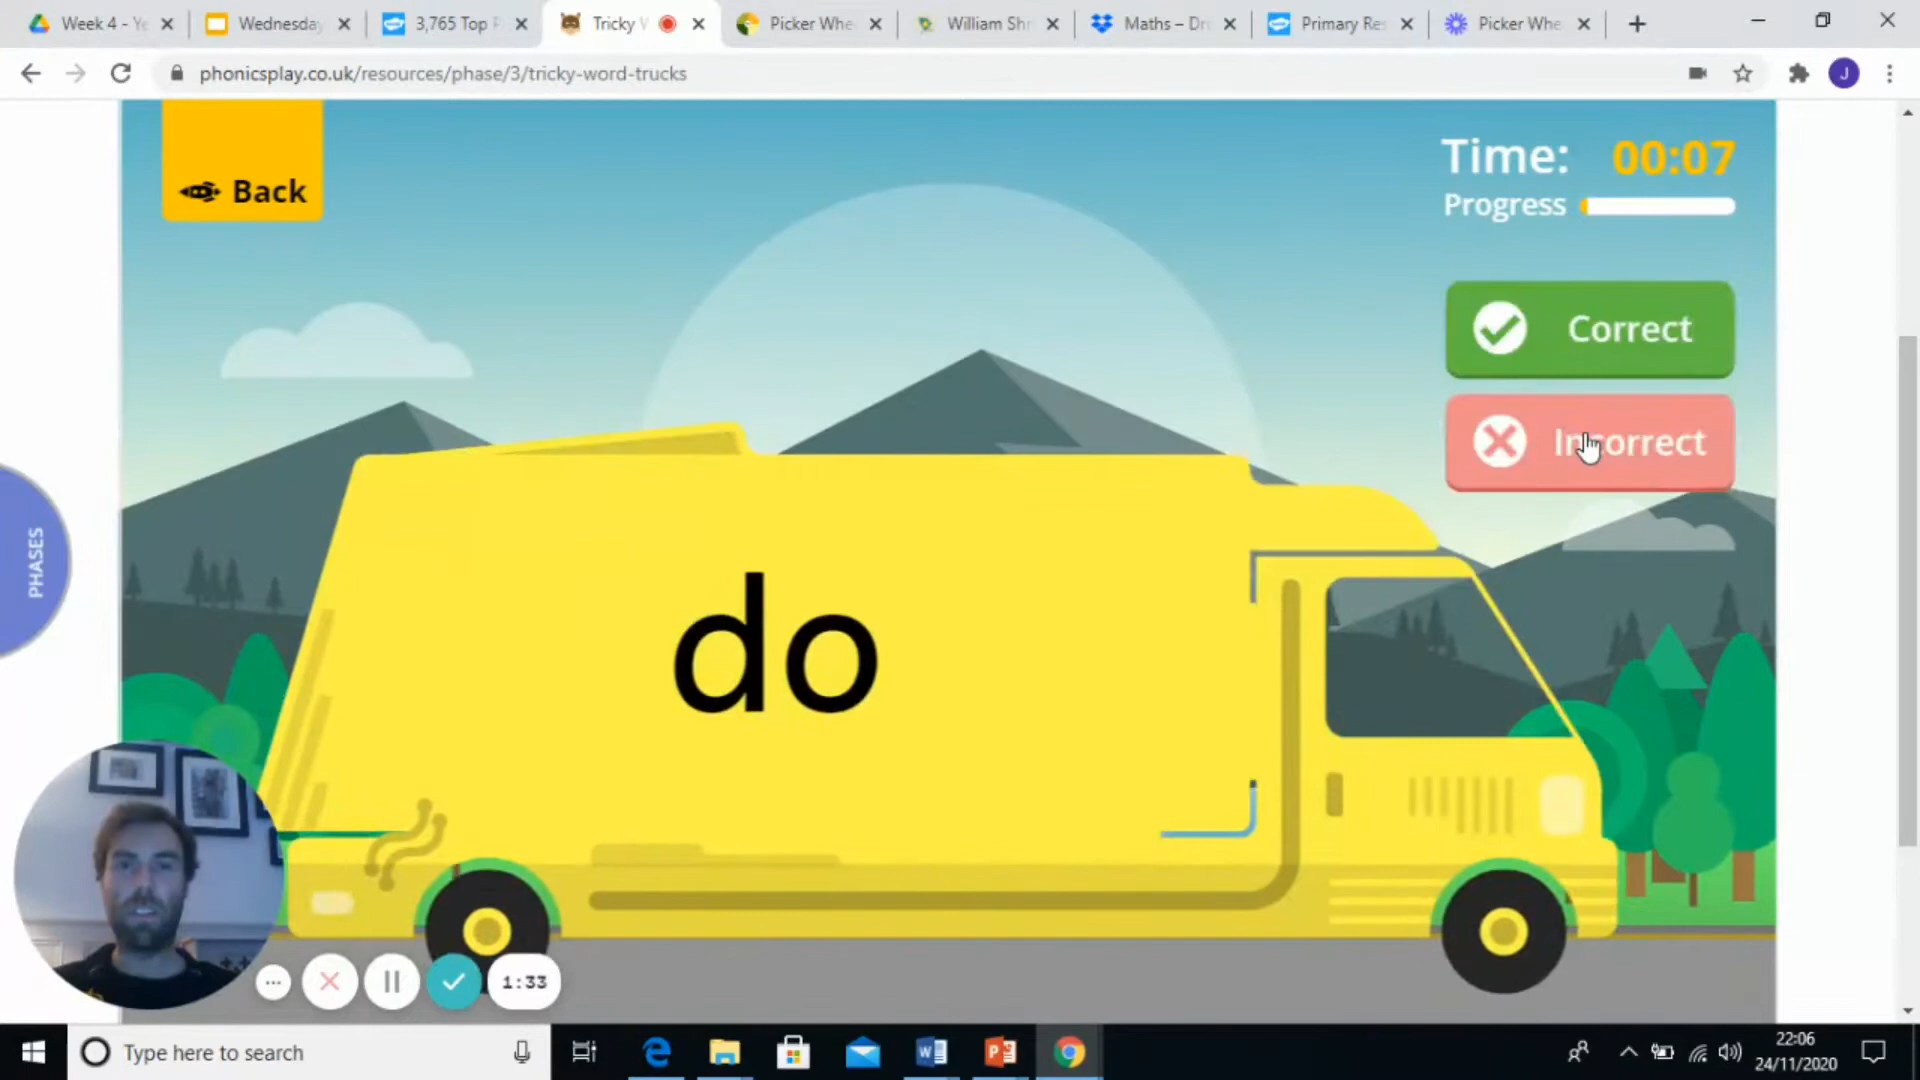 Week 4 - Ye
Wednesday
3,765 Top P
Tricky W
Picker Whe
William Shr
Maths – Dr
Primary Res
Picker Whe
phonicsplay.co.uk/resources/phase/3/tricky-word-trucks
J
Back
Time: 00:07
Progress
Correct
Incorrect
PHASES
do
1:33
Type here to search
22:06
24/11/2020